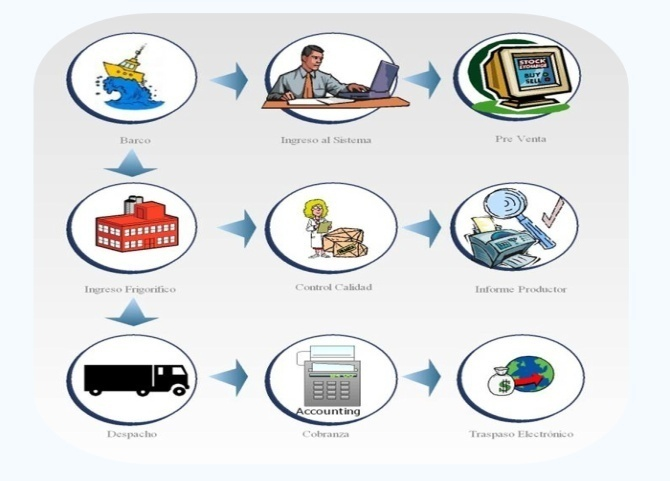 STOCK
EXCHANGE
BUY
SELL
Barco
Ingreso al Sistema
Pre Venta
Ingreso Frigorifico
Control Calidad
Informe Productor
$
Accounting
Despacho
Cobranza
Traspaso Electrónico